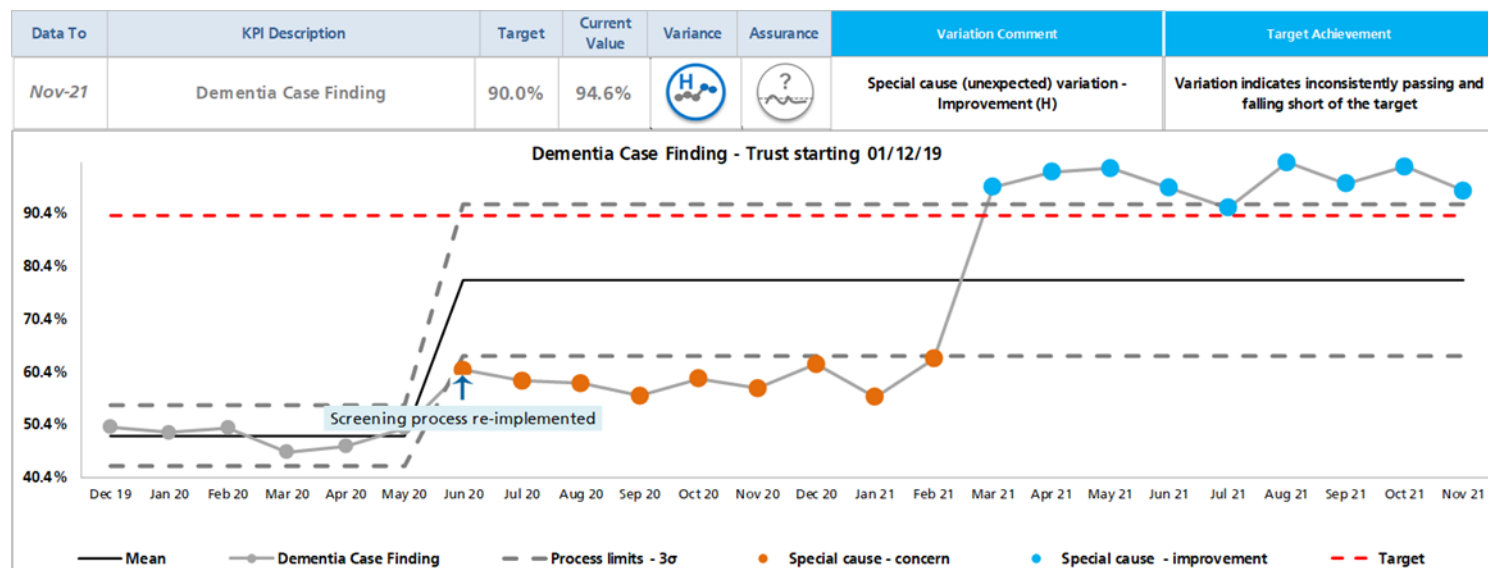 Data To KPI Description Target Current Value Variance Assurance Variation Comment Target Achievement
Nov-21 Dementia Case Finding 90.0% 94.6% H ? Special cause (unexpected) variation - Improvement (H) Variation indicates inconsistently passing and falling short of the target
Dementia Case Finding - Trust starting 01/12/19
90.4%
80.4%
70.4%
60.4%
50.4%
40.4%
Screening process re-implemented
Dec 19 Jan 20 Feb 20 Mar 20 Apr 20 May 20 Jun 20 Jul 20 Aug 20 Sep 20 Oct 20 Nov 20 Dec 20 Jan 21 Feb 21 Mar 21 Apr 21 May 21 Jun 21 Jul 21 Aug 21 Sep 21 Oct 21 Nov 21
Mean Dementia Case Finding Process limits - 3σ Special cause - concern Special cause - improvement Target